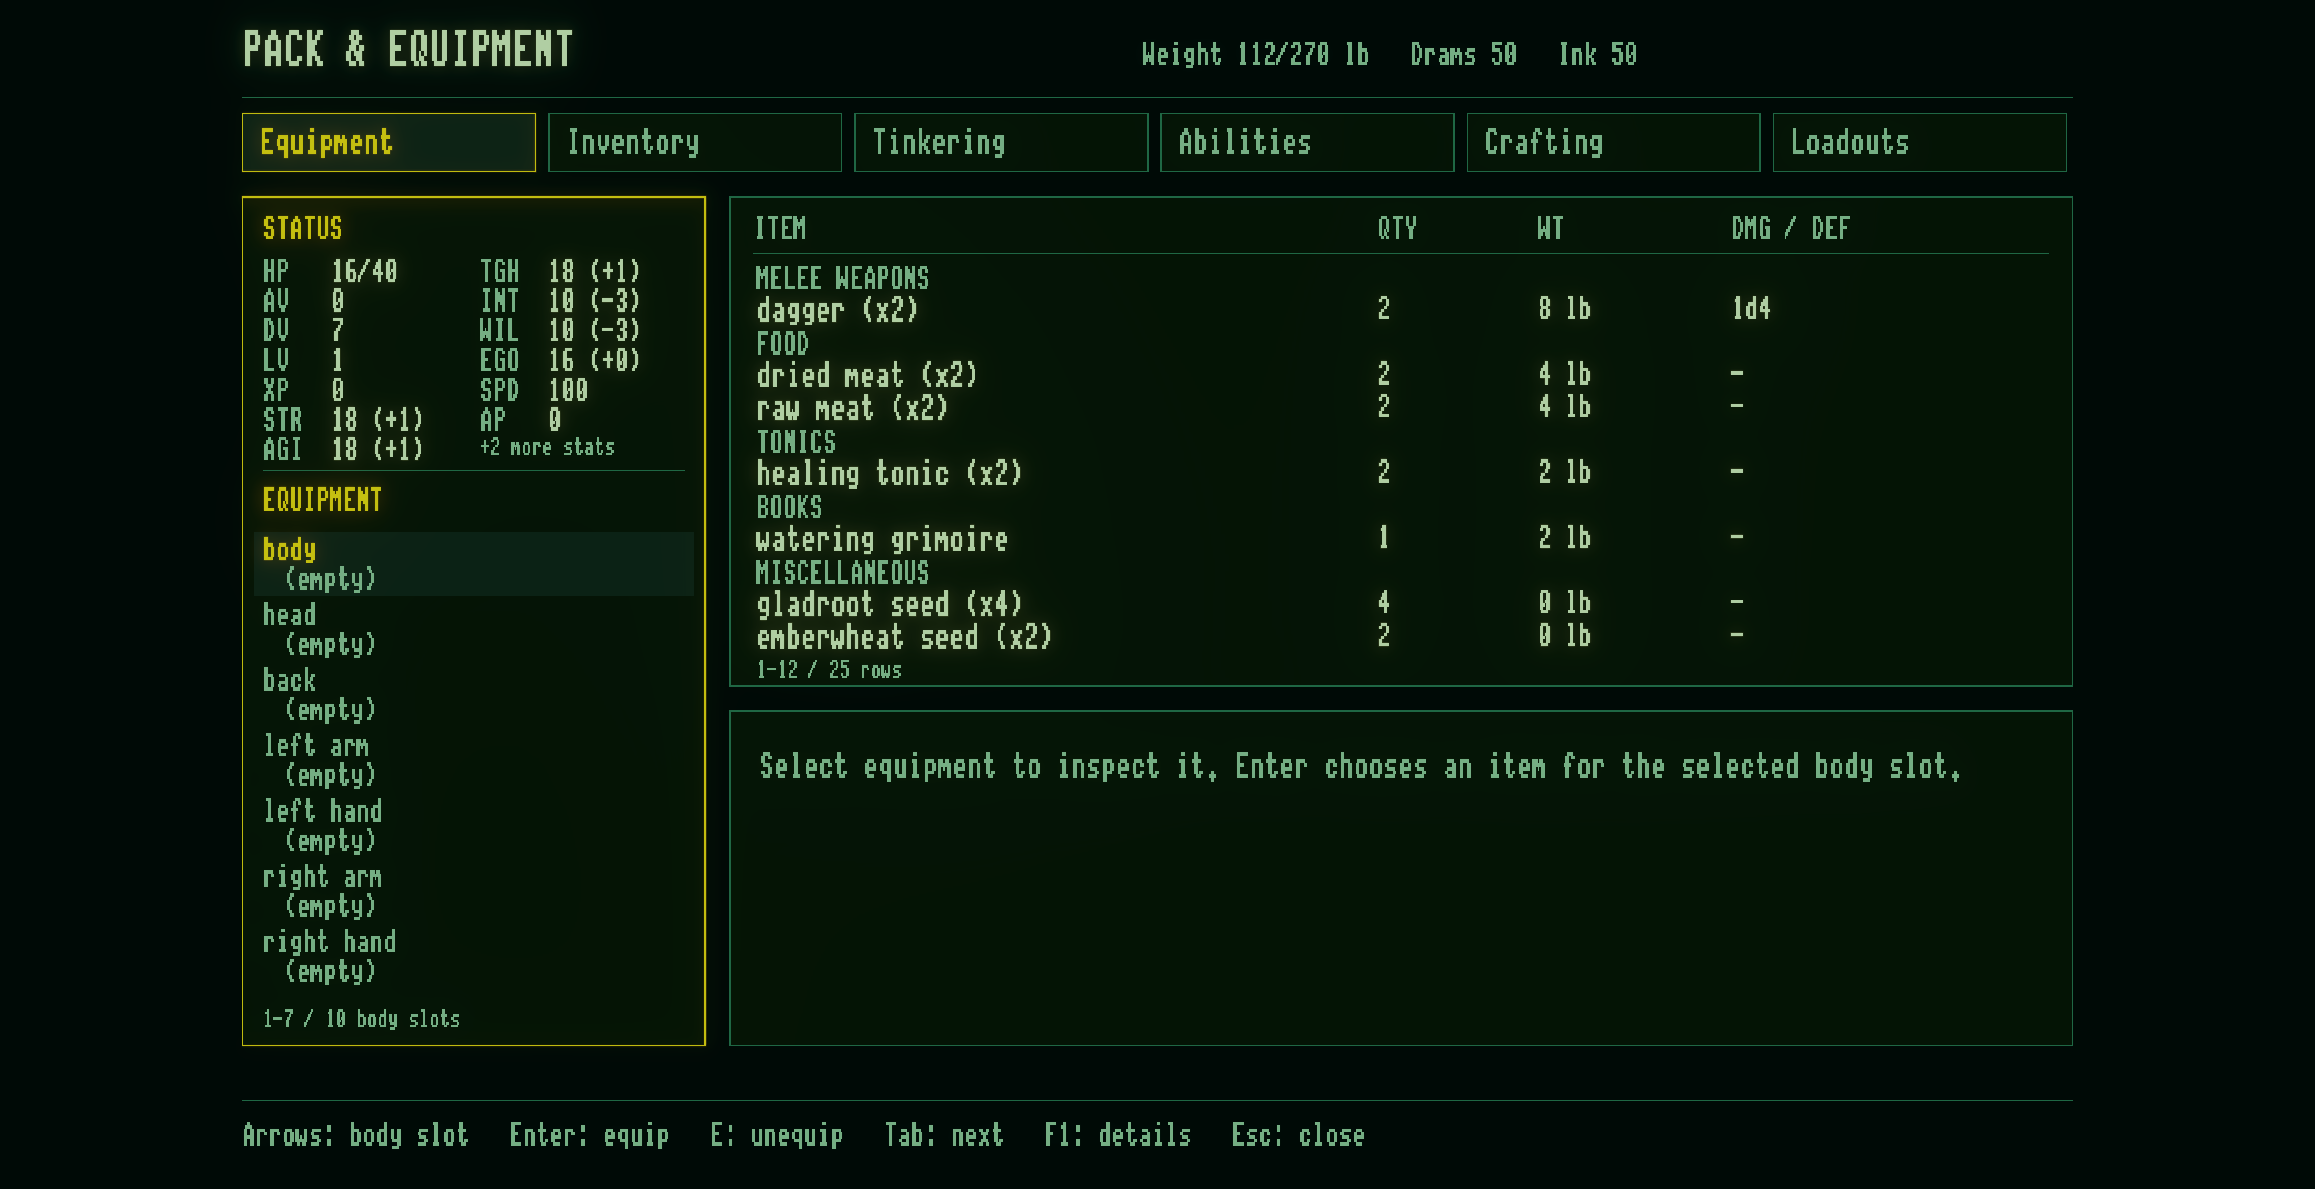 PACK & EQUIPMENT
Weight 112/270 lb Drams 50 Ink 50
Equipment Inventory Tinkering Abilities Crafting Loadouts
STATUS
HP 16/40 TGH 18 (+1)
AV 0 INT 10 (-3)
DV 7 WIL 10 (-3)
LV 1 EGO 16 (+0)
XP 0 SPD 100
STR 18 (+1) AP 0
AGI 18 (+1) +2 more stats
EQUIPMENT
body
(empty)
head
(empty)
back
(empty)
left arm
(empty)
left hand
(empty)
right arm
(empty)
right hand
(empty)
1-7 / 10 body slots
ITEM QTY WT DMG / DEF
MELEE WEAPONS
dagger (x2) 2 8 lb 1d4
FOOD
dried meat (x2) 2 4 lb -
raw meat (x2) 2 4 lb -
TONICS
healing tonic (x2) 2 2 lb -
BOOKS
watering grimoire 1 2 lb -
MISCELLANEOUS
gladroot seed (x4) 4 0 lb -
emberwheat seed (x2) 2 0 lb -
1-12 / 25 rows
Select equipment to inspect it. Enter chooses an item for the selected body slot.
Arrows: body slot Enter: equip E: unequip Tab: next F1: details Esc: close